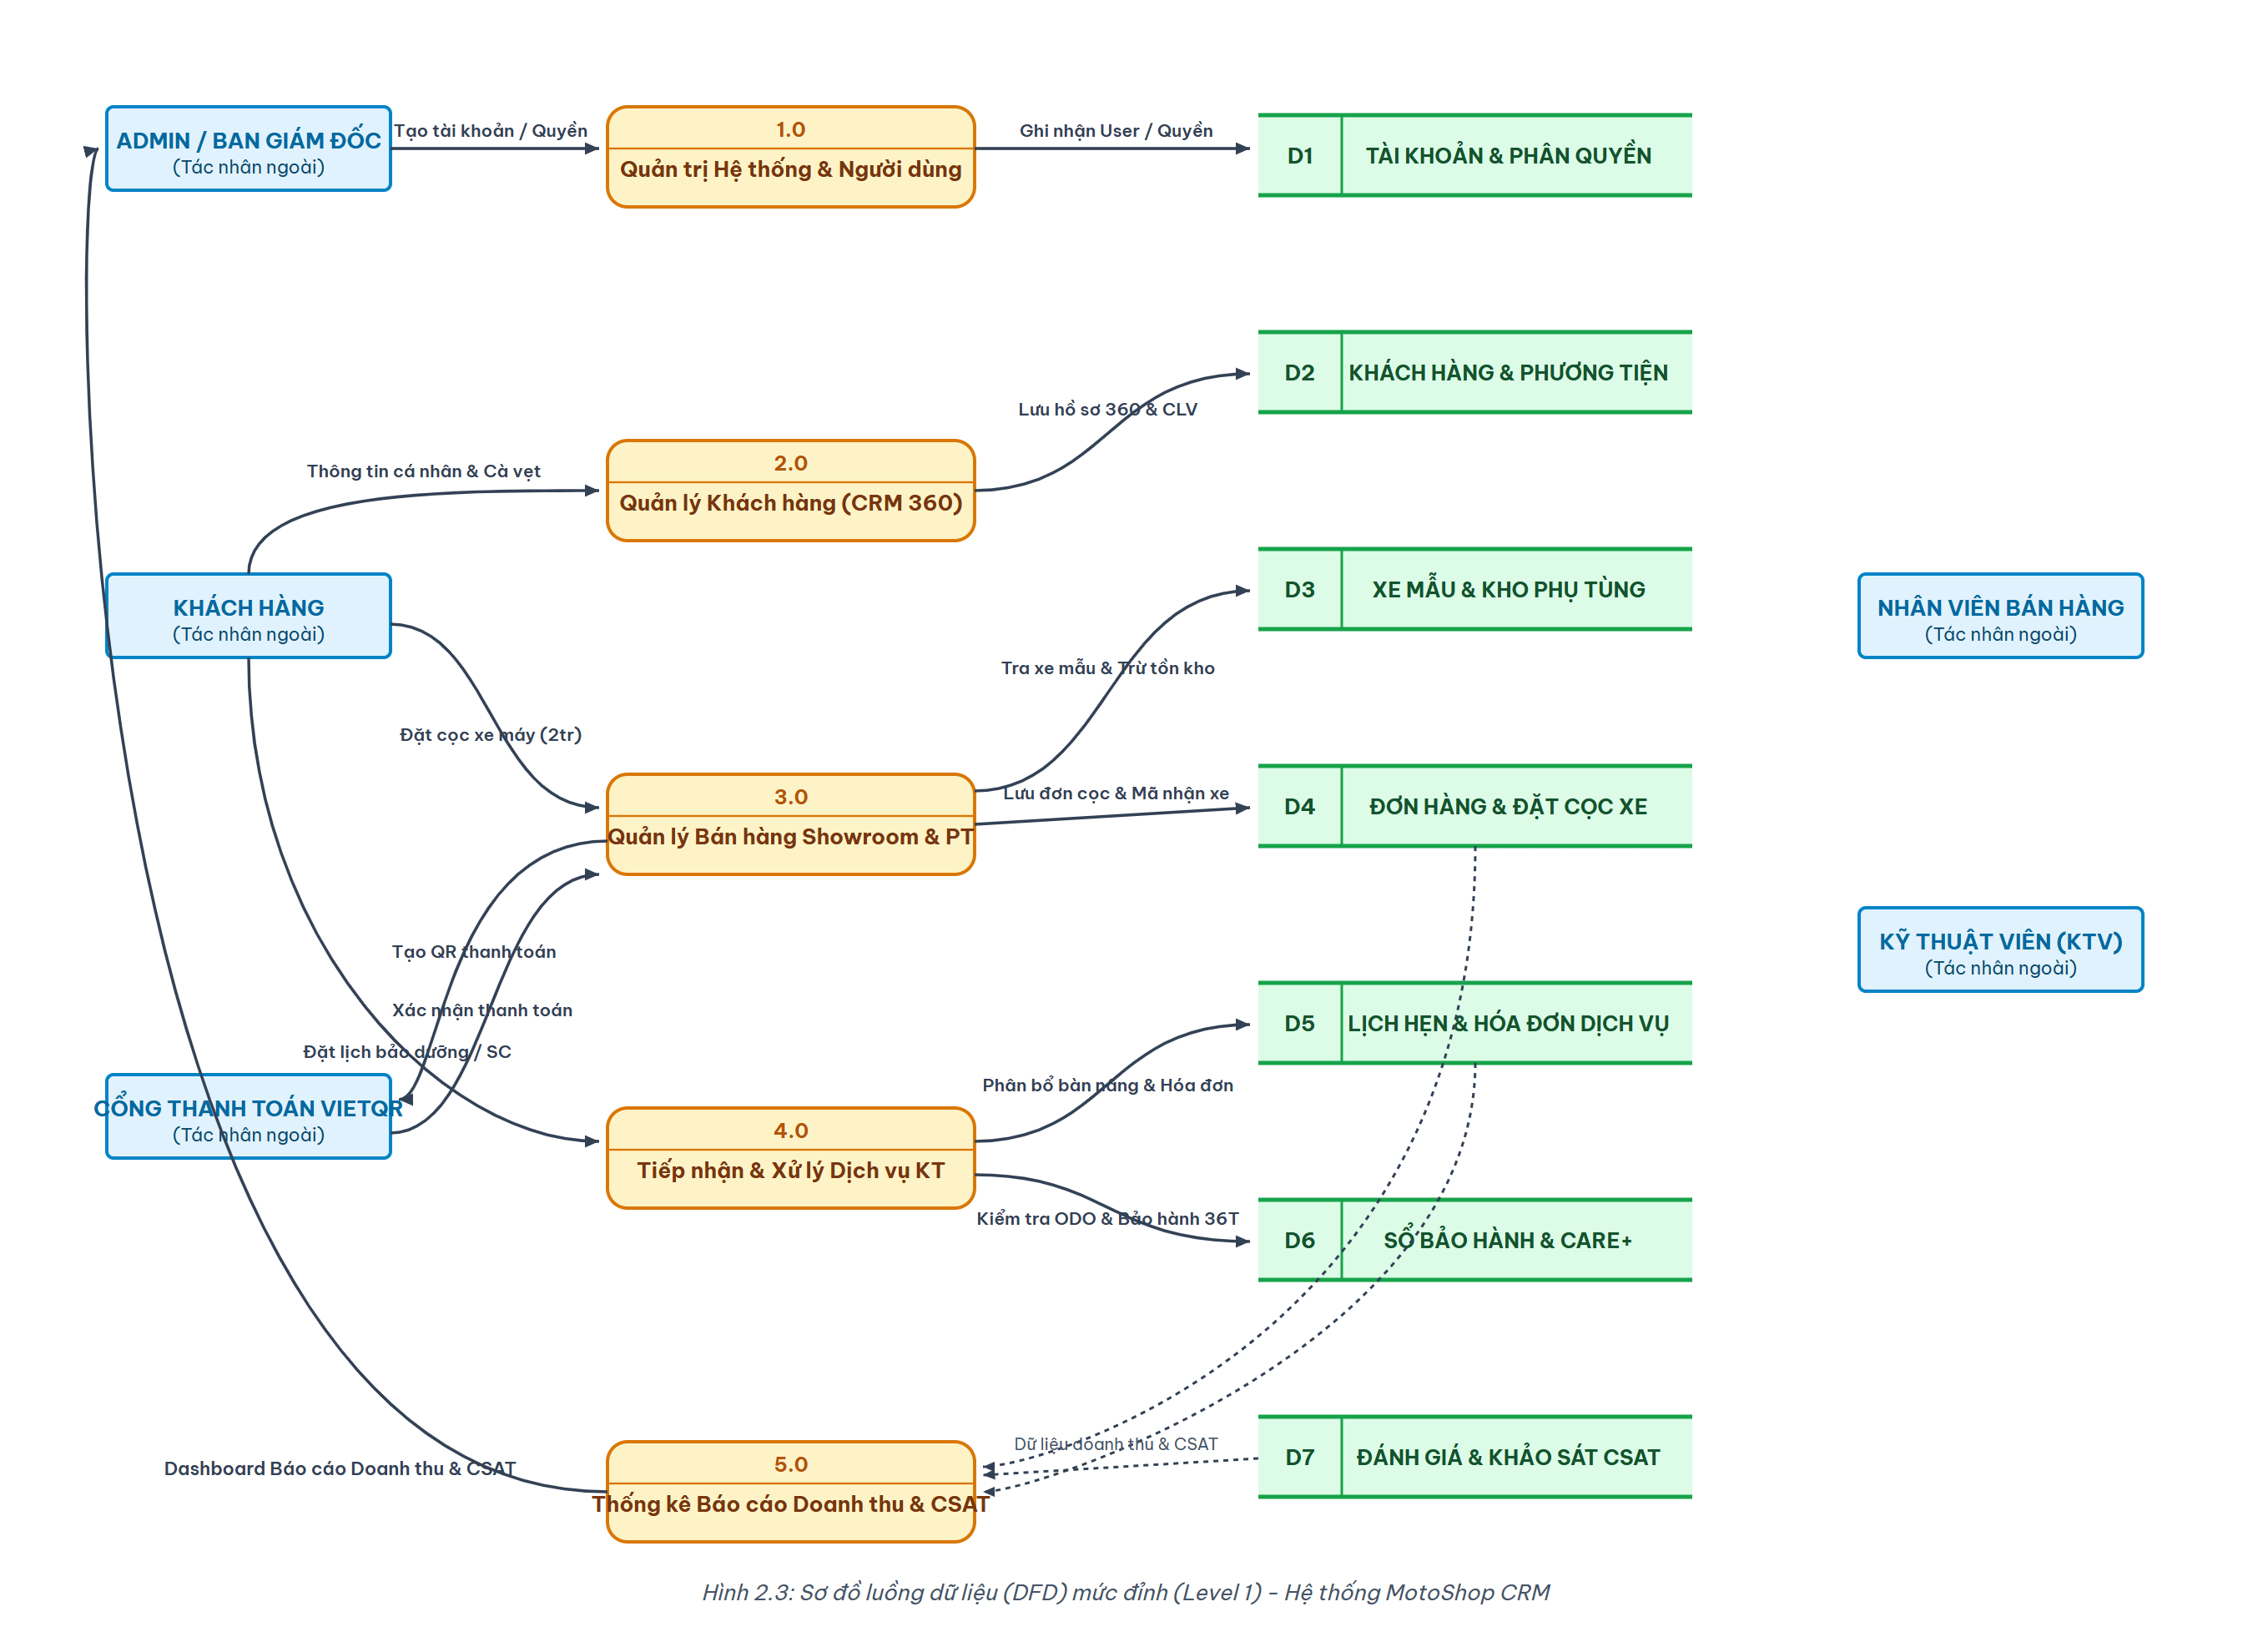 ADMIN / BAN GIÁM ĐỐC
(Tác nhân ngoài)
Tạo tài khoản / Quyền
1.0
Quản trị Hệ thống & Người dùng
Ghi nhận User / Quyền
D1
TÀI KHOẢN & PHÂN QUYỀN
D2
KHÁCH HÀNG & PHƯƠNG TIỆN
Lưu hồ sơ 360 & CLV
Thông tin cá nhân & Cà vẹt
2.0
Quản lý Khách hàng (CRM 360)
KHÁCH HÀNG
(Tác nhân ngoài)
D3
XE MẪU & KHO PHỤ TÙNG
NHÂN VIÊN BÁN HÀNG
(Tác nhân ngoài)
Tra xe mẫu & Trừ tồn kho
Đặt cọc xe máy (2tr)
3.0
Quản lý Bán hàng Showroom & PT
Lưu đơn cọc & Mã nhận xe
D4
ĐƠN HÀNG & ĐẶT CỌC XE
KỸ THUẬT VIÊN (KTV)
(Tác nhân ngoài)
Tạo QR thanh toán
Xác nhận thanh toán
Đặt lịch bảo dưỡng / SC
D5
LỊCH HẸN & HÓA ĐƠN DỊCH VỤ
CỔNG THANH TOÁN VIETQR
(Tác nhân ngoài)
Phân bổ bàn nâng & Hóa đơn
4.0
Tiếp nhận & Xử lý Dịch vụ KT
Kiểm tra ODO & Bảo hành 36T
D6
SỔ BẢO HÀNH & CARE+
Dữ liệu doanh thu & CSAT
Dashboard Báo cáo Doanh thu & CSAT
5.0
Thống kê Báo cáo Doanh thu & CSAT
D7
ĐÁNH GIÁ & KHẢO SÁT CSAT
Hình 2.3: Sơ đồ luồng dữ liệu (DFD) mức đỉnh (Level 1) - Hệ thống MotoShop CRM